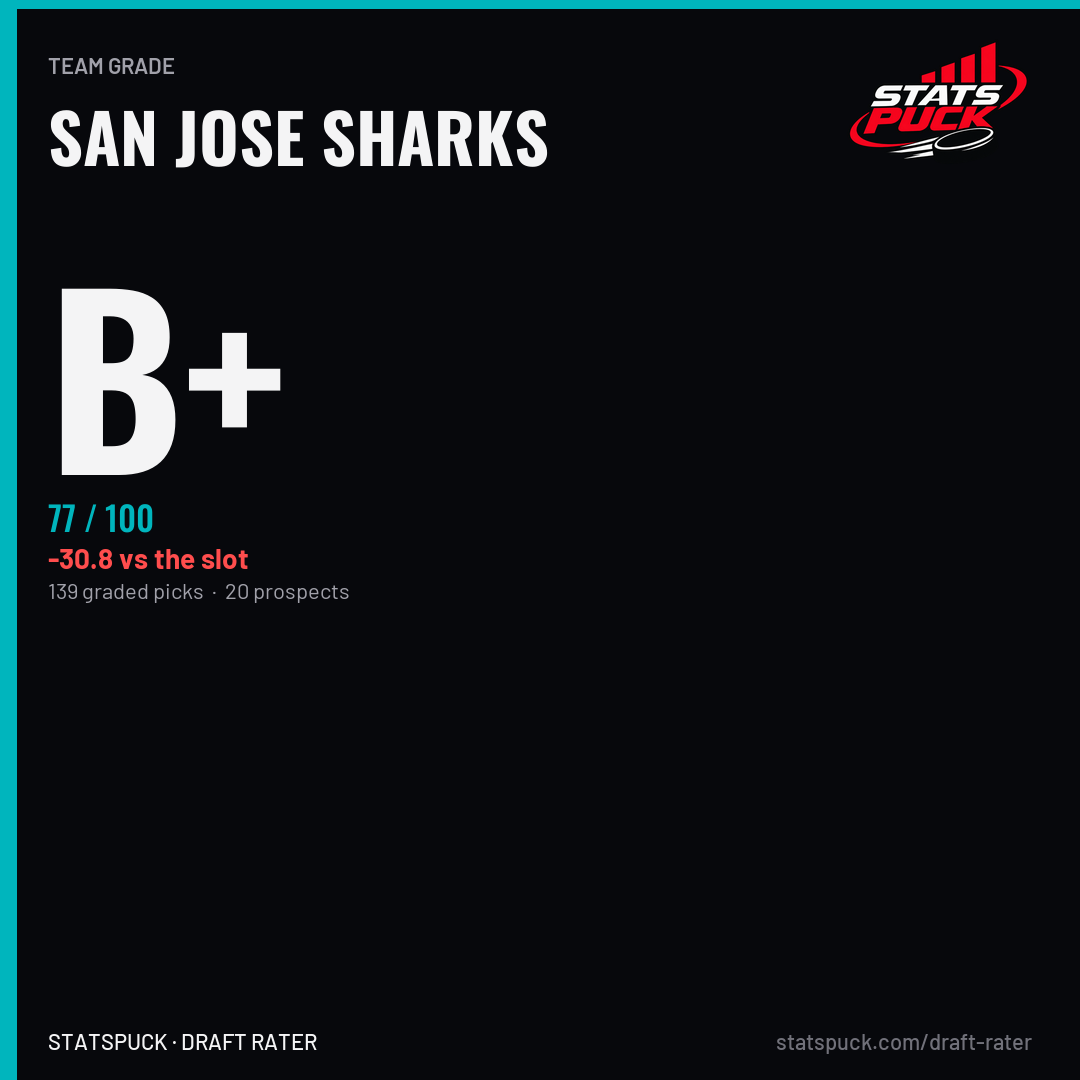 TEAM GRADE
SAN JOSE SHARKS
STATS
PUCK
B+
77 / 100
-30.8 vs the slot
139 graded picks · 20 prospects
STATSPUCK · DRAFT RATER
statspuck.com/draft-rater